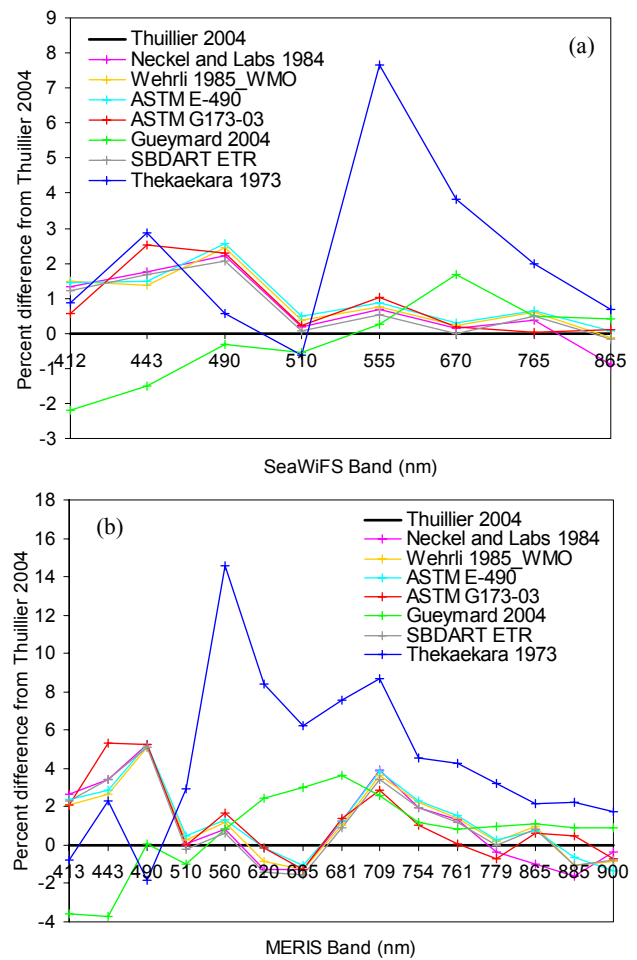 9
8
7
6
5
4
3
2
1
0
-1
-2
-3
Percent difference from Thuillier 2004
(a)
Thuillier 2004
Neckel and Labs 1984
Wehrli 1985_WMO
ASTM E-490
ASTM G173-03
Gueymard 2004
SBDART ETR
Thekaekara 1973
412 443 490 510 555 670 765 865
SeaWiFS Band (nm)
18
16
14
12
10
8
6
4
2
0
-2
-4
Percent difference from Thuillier 2004
(b)
Thuillier 2004
Neckel and Labs 1984
Wehrli 1985_WMO
ASTM E-490
ASTM G173-03
Gueymard 2004
SBDART ETR
Thekaekara 1973
413 443 490 510 560 620 665 681 709 754 761 779 865 885 900
MERIS Band (nm)